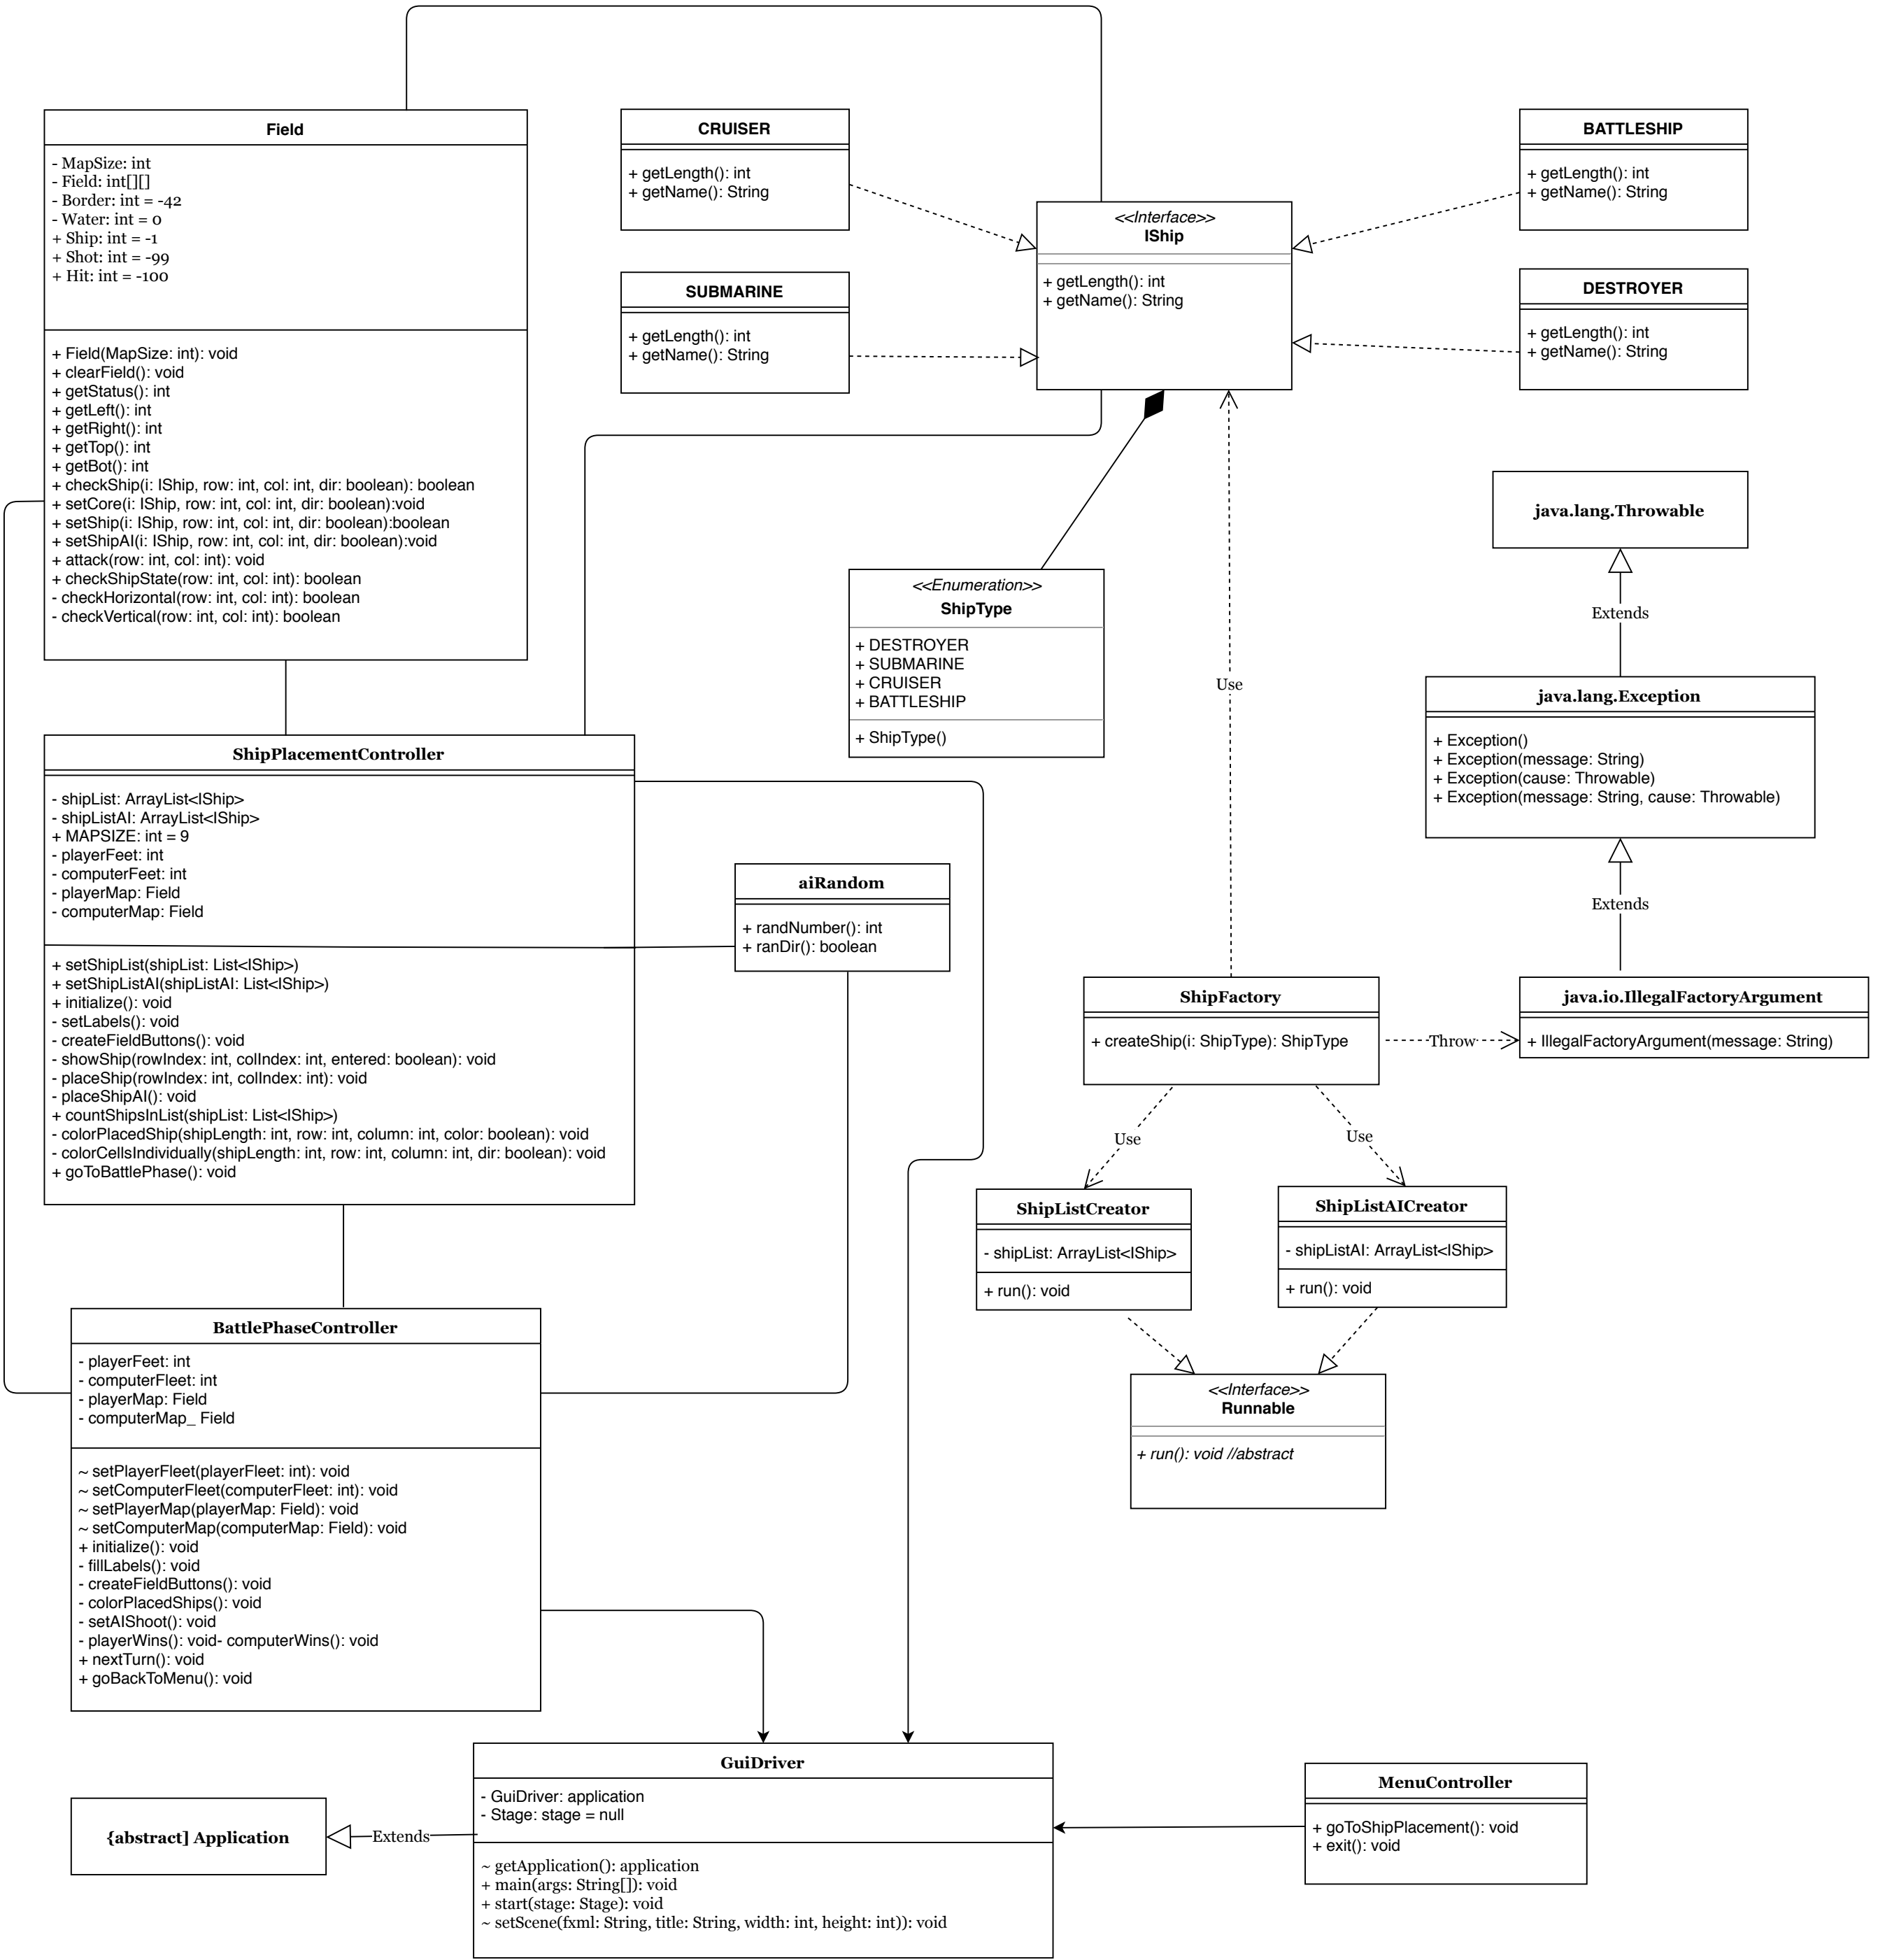 Field
- MapSize: int
- Field: int[][]
- Border: int = -42
- Water: int = 0
+ Ship: int = -1
+ Shot: int = -99
+ Hit: int = -100
+ Field(MapSize: int): void
+ clearField(): void
+ getStatus(): int
+ getLeft(): int
+ getRight(): int
+ getTop(): int
+ getBot(): int
+ checkShip(i: IShip, row: int, col: int, dir: boolean): boolean
+ setCore(i: IShip, row: int, col: int, dir: boolean):void
+ setShip(i: IShip, row: int, col: int, dir: boolean):boolean
+ setShipAI(i: IShip, row: int, col: int, dir: boolean):void
+ attack(row: int, col: int): void
+ checkShipState(row: int, col: int): boolean
- checkHorizontal(row: int, col: int): boolean
- checkVertical(row: int, col: int): boolean
CRUISER
+ getLength(): int
+ getName(): String
SUBMARINE
+ getLength(): int
+ getName(): String
<<Interface>>
IShip
+ getLength(): int
+ getName(): String
BATTLESHIP
+ getLength(): int
+ getName(): String
DESTROYER
+ getLength(): int
+ getName(): String
<<Enumeration>>
ShipType
+ DESTROYER
+ SUBMARINE
+ CRUISER
+ BATTLESHIP
+ ShipType()
Use
java.lang.Throwable
Extends
java.lang.Exception
+ Exception()
+ Exception(message: String)
+ Exception(cause: Throwable)
+ Exception(message: String, cause: Throwable)
Extends
java.io.IllegalFactoryArgument
+ IllegalFactoryArgument(message: String)
ShipPlacementController
- shipList: ArrayList<IShip>
- shipListAI: ArrayList<IShip>
+ MAPSIZE: int = 9
- playerFeet: int
- computerFeet: int
- playerMap: Field
- computerMap: Field
+ setShipList(shipList: List<IShip>)
+ setShipListAI(shipListAI: List<IShip>)
+ initialize(): void
- setLabels(): void
- createFieldButtons(): void
- showShip(rowIndex: int, colIndex: int, entered: boolean): void
- placeShip(rowIndex: int, colIndex: int): void
- placeShipAI(): void
+ countShipsInList(shipList: List<IShip>)
- colorPlacedShip(shipLength: int, row: int, column: int, color: boolean): void
- colorCellsIndividually(shipLength: int, row: int, column: int, dir: boolean): void
+ goToBattlePhase(): void
aiRandom
+ randNumber(): int
+ ranDir(): boolean
ShipFactory
+ createShip(i: ShipType): ShipType
Throw
Use
Use
ShipListCreator
- shipList: ArrayList<IShip>
+ run(): void
ShipListAICreator
- shipListAI: ArrayList<IShip>
+ run(): void
<<Interface>>
Runnable
+ run(): void //abstract
BattlePhaseController
- playerFeet: int
- computerFleet: int
- playerMap: Field
- computerMap_ Field
~ setPlayerFleet(playerFleet: int): void
~ setComputerFleet(computerFleet: int): void
~ setPlayerMap(playerMap: Field): void
~ setComputerMap(computerMap: Field): void
+ initialize(): void
- fillLabels(): void
- createFieldButtons(): void
- colorPlacedShips(): void
- setAIShoot(): void
- playerWins(): void- computerWins(): void
+ nextTurn(): void
+ goBackToMenu(): void
{abstract] Application
Extends
GuiDriver
- GuiDriver: application
- Stage: stage = null
~ getApplication(): application
+ main(args: String[]): void
+ start(stage: Stage): void
~ setScene(fxml: String, title: String, width: int, height: int)): void
MenuController
+ goToShipPlacement(): void
+ exit(): void